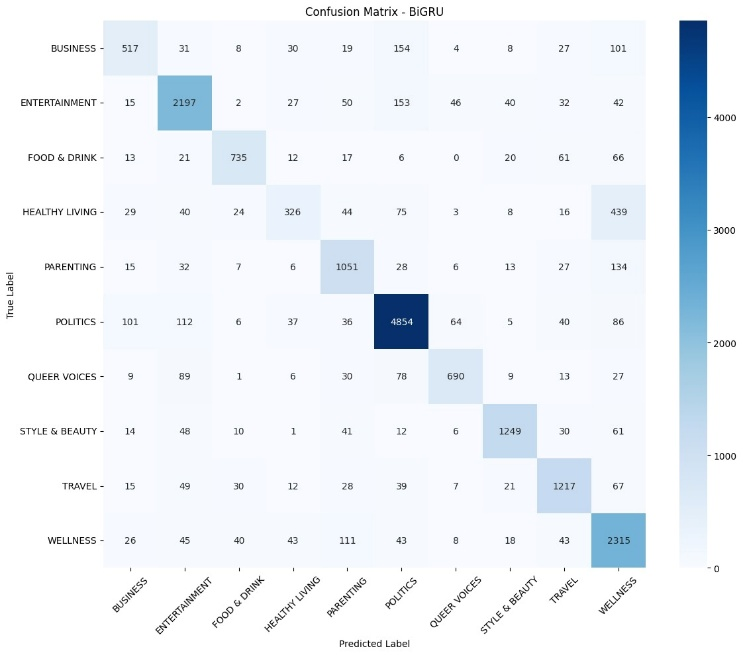 Confusion Matrix - BiGRU
BUSINESS 517 31 8 30 19 154 4 8 27 101
ENTERTAINMENT 15 2197 2 27 50 153 46 40 32 42
FOOD & DRINK 13 21 735 12 17 6 0 20 61 66
HEALTHY LIVING 29 40 24 326 44 75 3 8 16 439
PARENTING 15 32 7 6 1051 28 6 13 27 134
POLITICS 101 112 6 37 36 4854 64 5 40 86
QUEER VOICES 9 89 1 6 30 78 690 9 13 27
STYLE & BEAUTY 14 48 10 1 41 12 6 1249 30 61
TRAVEL 15 49 30 12 28 39 7 21 1217 67
WELLNESS 26 45 40 43 111 43 8 18 43 2315
BUSINESS ENTERTAINMENT FOOD & DRINK HEALTHY LIVING PARENTING POLITICS QUEER VOICES STYLE & BEAUTY TRAVEL WELLNESS
Predicted Label
True Label
4000
3000
2000
1000
0